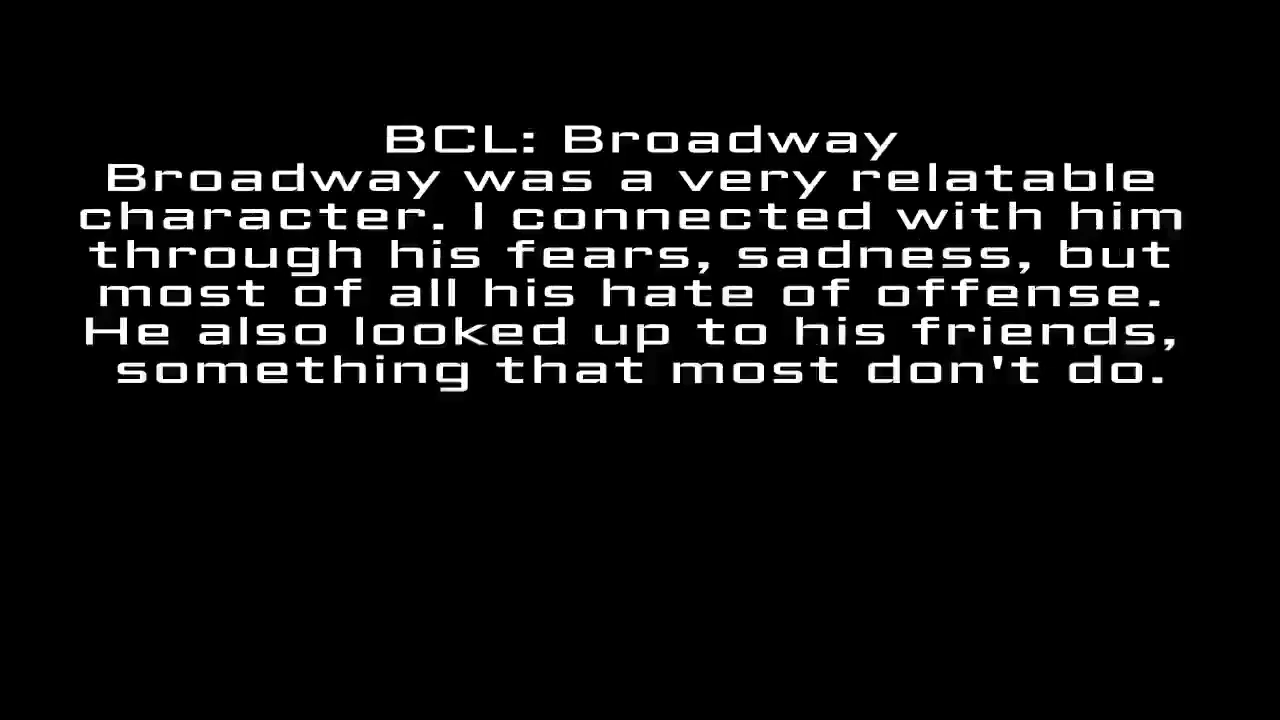 BCL: Broadway
Broadway was a very relatable
character. I connected with him
through his fears, sadness, but
most of all his hate of offense.
He also looked up to his friends,
something that most don't do.